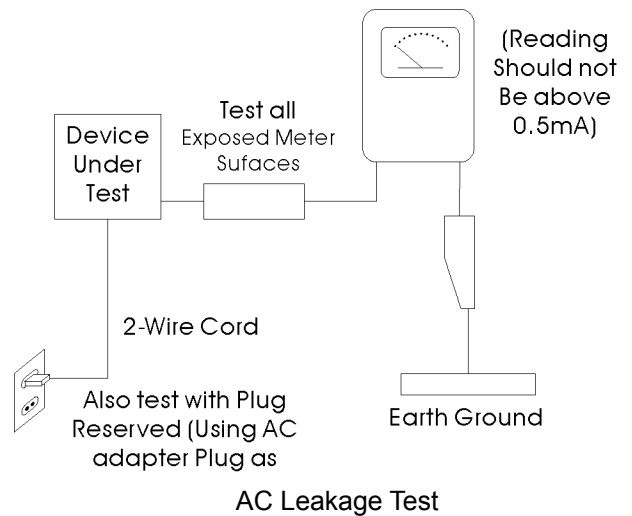 (Reading
Should not
Be above
0.5mA)
Test all
Exposed Meter
Sufaces
Device
Under
Test
2-Wire Cord
Also test with Plug
Reserved (Using AC
adapter Plug as
Earth Ground
AC Leakage Test